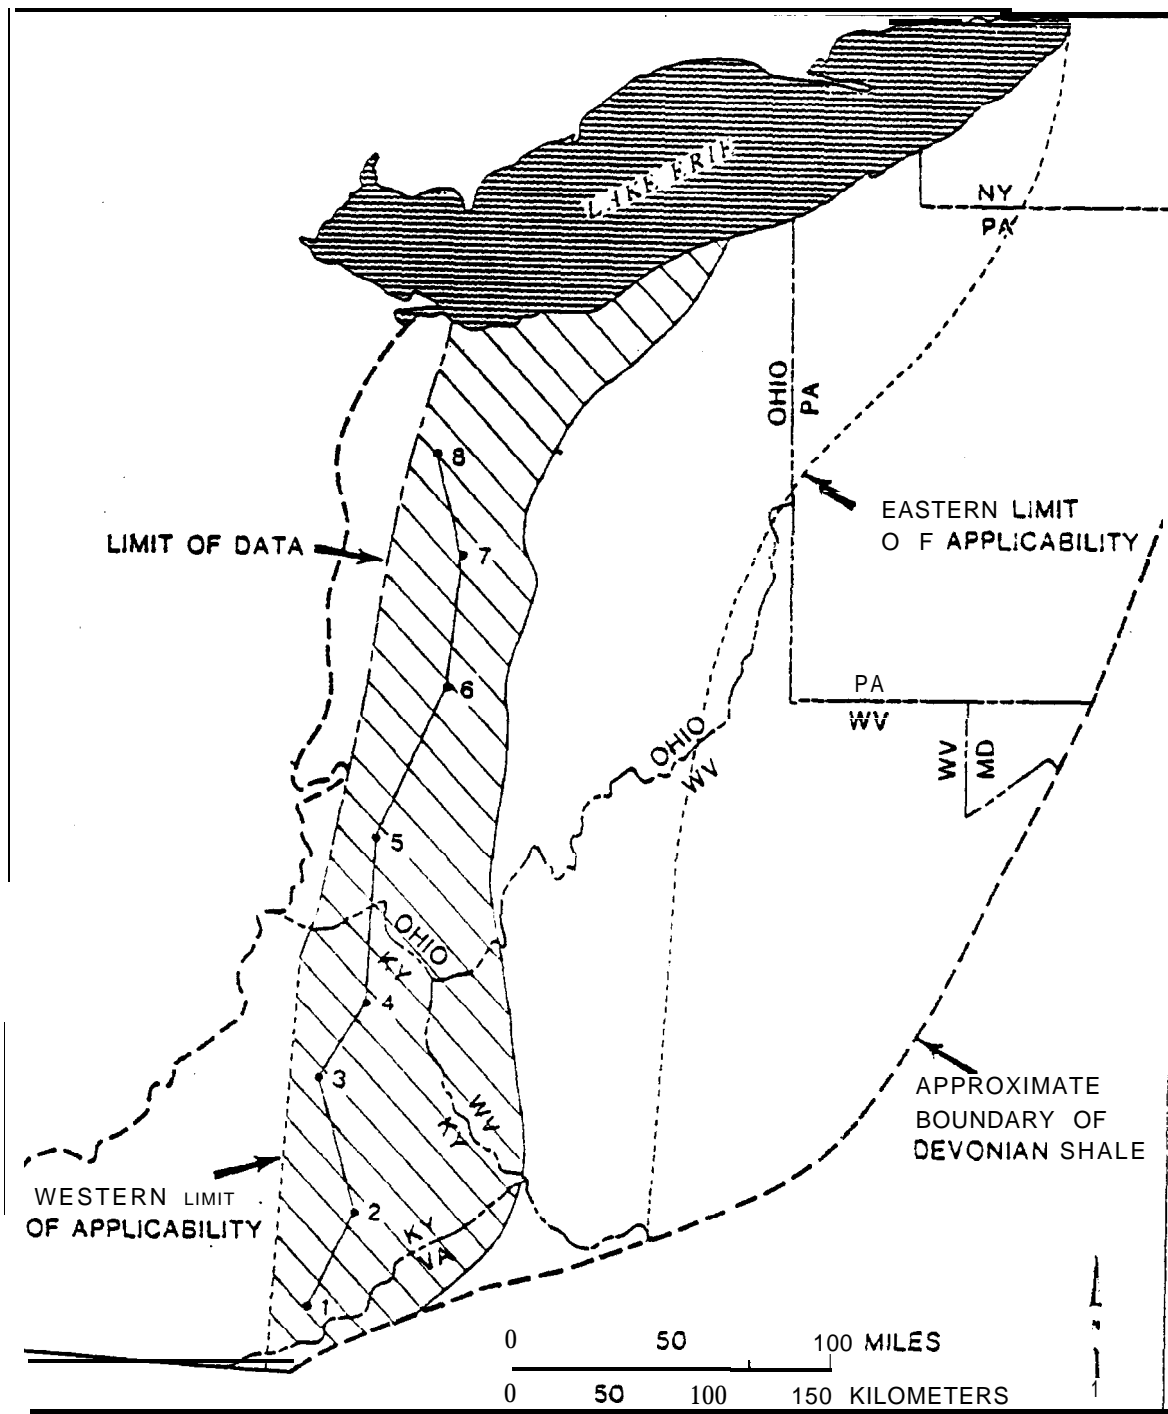 LAKE ERIE
NY
PA
OHIO
PA
8
EASTERN LIMIT
O F APPLICABILITY
LIMIT OF DATA
7
6
PA
WV
OHIO
WV
WV
MD
5
OHIO
KY
4
3
APPROXIMATE
BOUNDARY OF
DEVONIAN SHALE
WV
KY
WESTERN LIMIT
OF APPLICABILITY
2
KY
VA
1
0 50 100 MILES
0 50 100 150 KILOMETERS